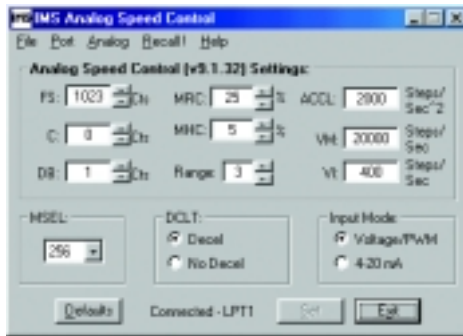 IMS IMS Analog Speed Control
File Port Analog Recall! Help
Analog Speed Control (v9.1.32) Settings:
FS: 1023 Cts MRC: 25 % ACCL: 2000 Steps/Sec^2
C: 0 Cts MHC: 5 % VM: 20000 Steps/Sec
DB: 1 Cts Range: 3 VI: 400 Steps/Sec
MSEL: DCLT: Input Mode:
256 Decel Voltage/PWM
No Decel 4-20 mA
Defaults Connected - LPT1 Set Exit